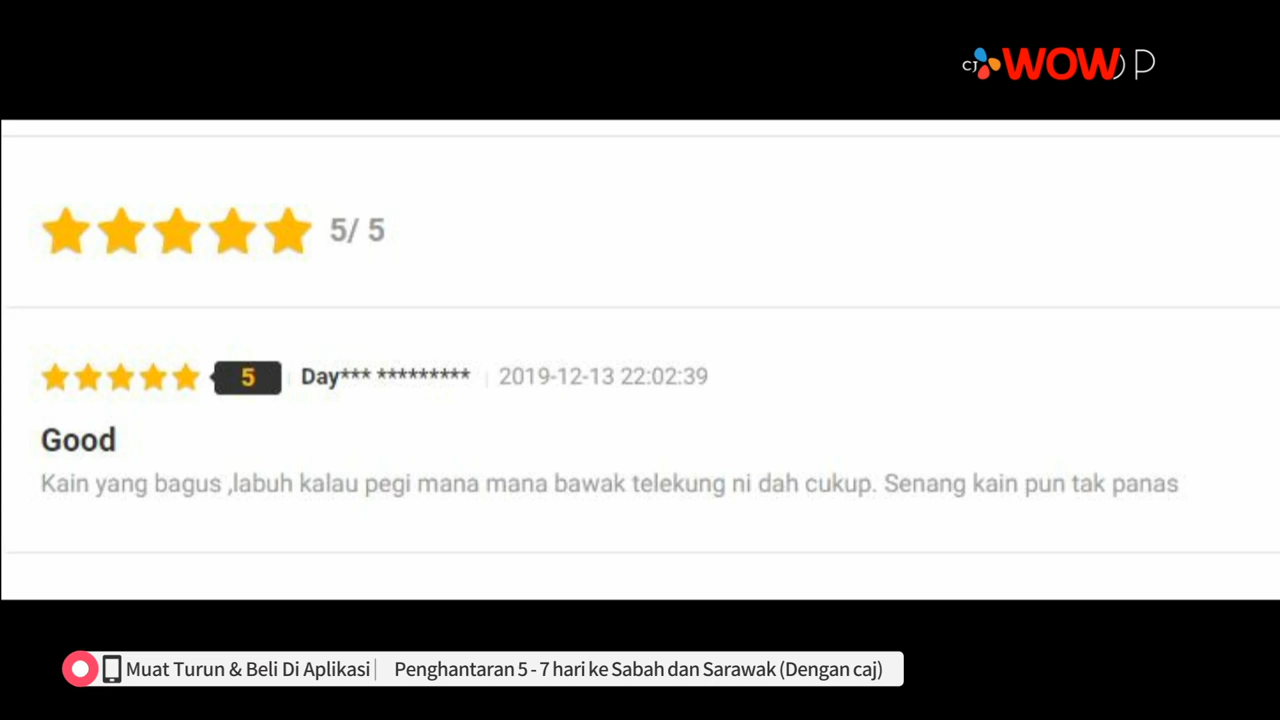 CJ WOW P
5/ 5
5 Day*** ********* 2019-12-13 22:02:39
Good
Kain yang bagus ,labuh kalau pegi mana mana bawak telekung ni dah cukup. Senang kain pun tak panas
Muat Turun & Beli Di Aplikasi | Penghantaran 5 - 7 hari ke Sabah dan Sarawak (Dengan caj)